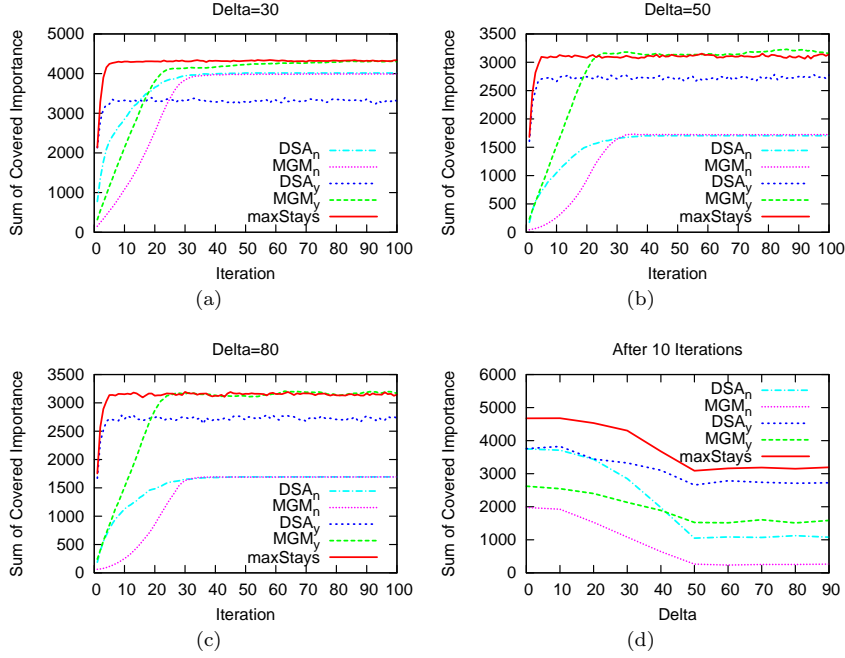 Delta=30
Sum of Covered Importance
5000
4000
3000
2000
1000
0
0 10 20 30 40 50 60 70 80 90 100
Iteration
DSAn
MGMn
DSAy
MGMy
maxStays
(a)
Delta=50
Sum of Covered Importance
3500
3000
2500
2000
1500
1000
500
0
0 10 20 30 40 50 60 70 80 90 100
Iteration
DSAn
MGMn
DSAy
MGMy
maxStays
(b)
Delta=80
Sum of Covered Importance
3500
3000
2500
2000
1500
1000
500
0
0 10 20 30 40 50 60 70 80 90 100
Iteration
DSAn
MGMn
DSAy
MGMy
maxStays
(c)
After 10 Iterations
Sum of Covered Importance
6000
5000
4000
3000
2000
1000
0
0 10 20 30 40 50 60 70 80 90
Delta
DSAn
MGMn
DSAy
MGMy
maxStays
(d)